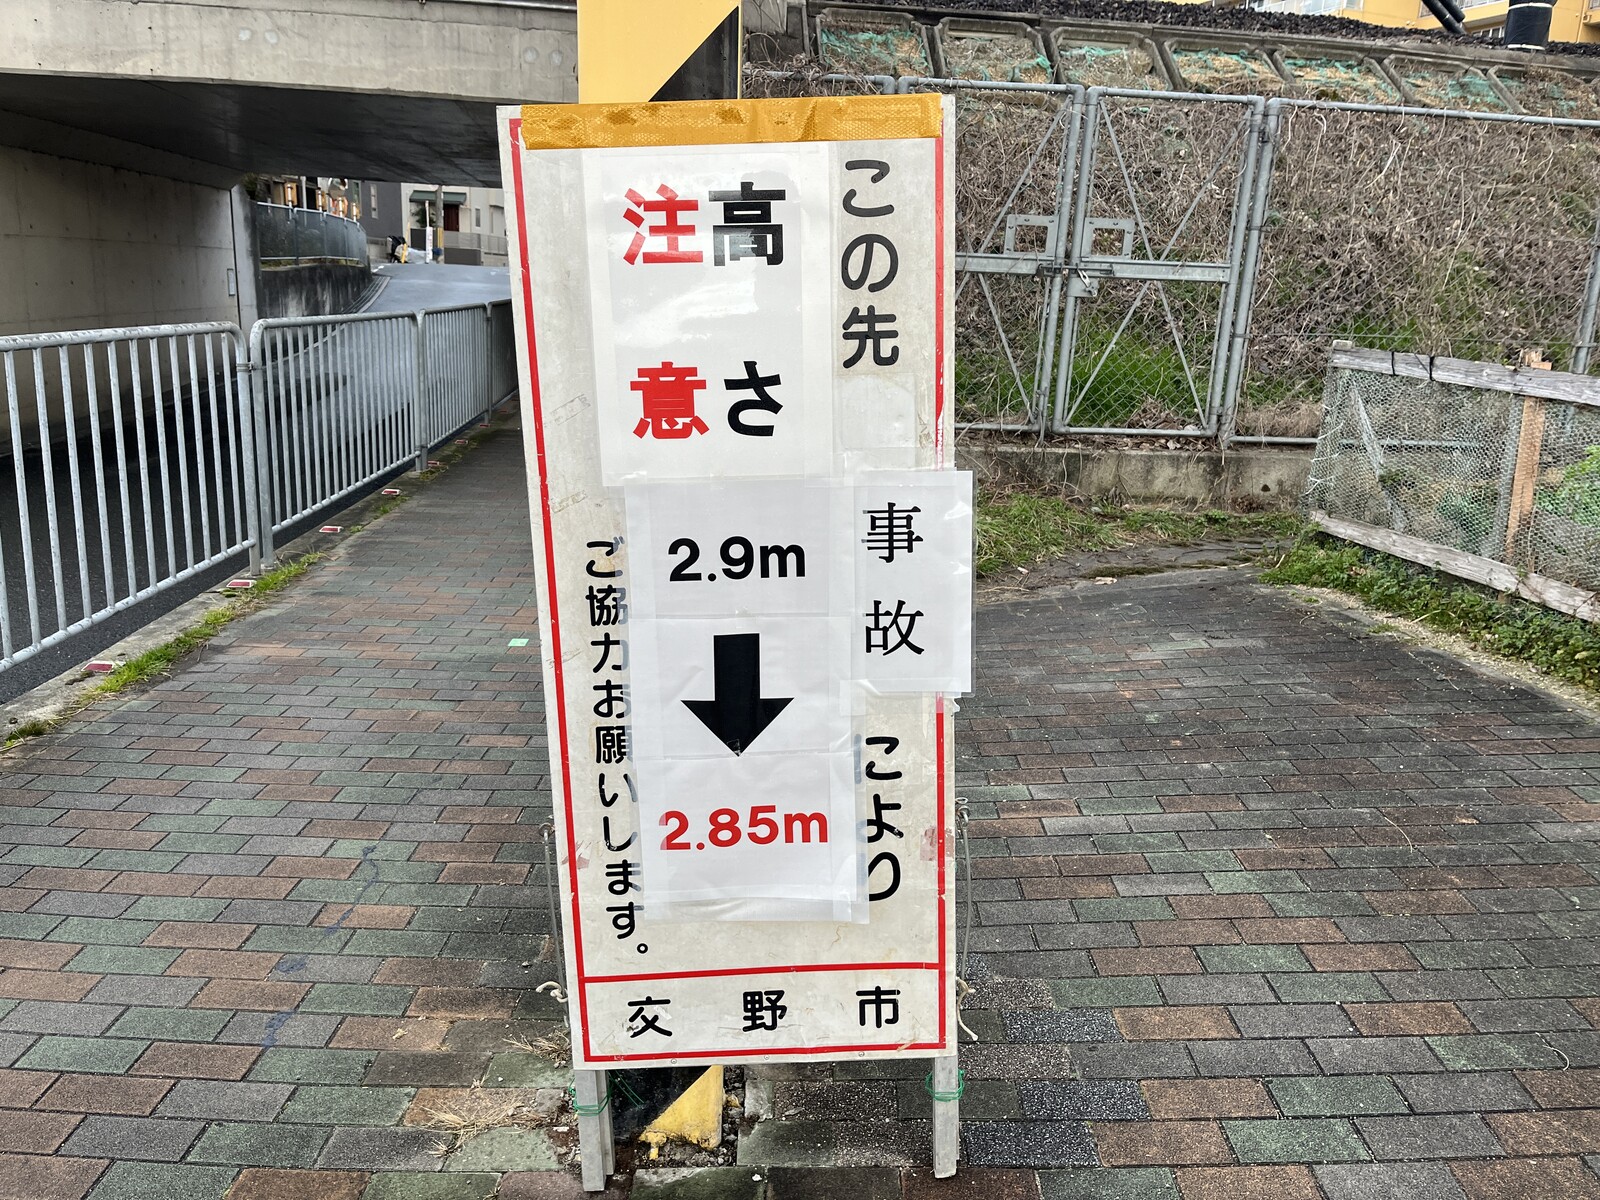 この先
事故
により
高さ
注意
2.9m
2.85m
ご協力お願いします。
交野市